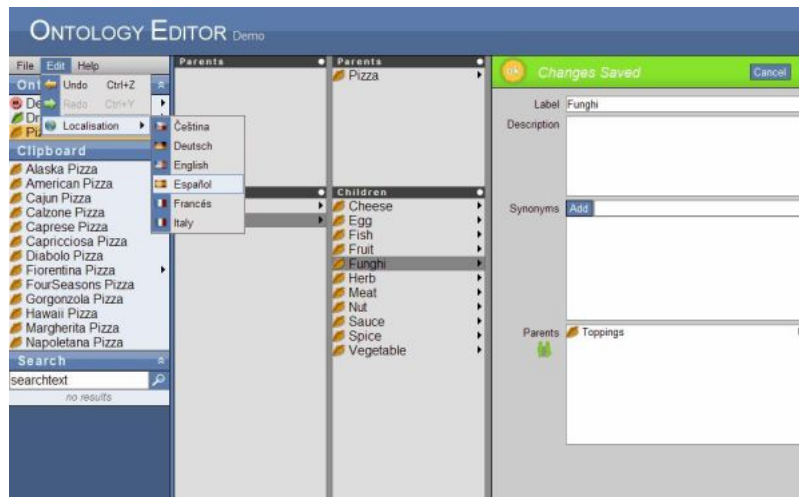 ONTOLOGY EDITOR Demo
File Edit Help
Undo Ctrl+Z
Redo Ctrl+Y
Localisation
Čeština
Deutsch
English
Español
Francés
Italy
Clipboard
Alaska Pizza
American Pizza
Cajun Pizza
Calzone Pizza
Caprese Pizza
Capricciosa Pizza
Diabolo Pizza
Fiorentina Pizza
FourSeasons Pizza
Gorgonzola Pizza
Hawaii Pizza
Margherita Pizza
Napoletana Pizza
Search
searchtext
no results
Parents
Parents
Pizza
Children
Cheese
Egg
Fish
Fruit
Funghi
Herb
Meat
Nut
Sauce
Spice
Vegetable
ok Changes Saved Cancel
Label Funghi
Description
Synonyms Add
Parents Toppings